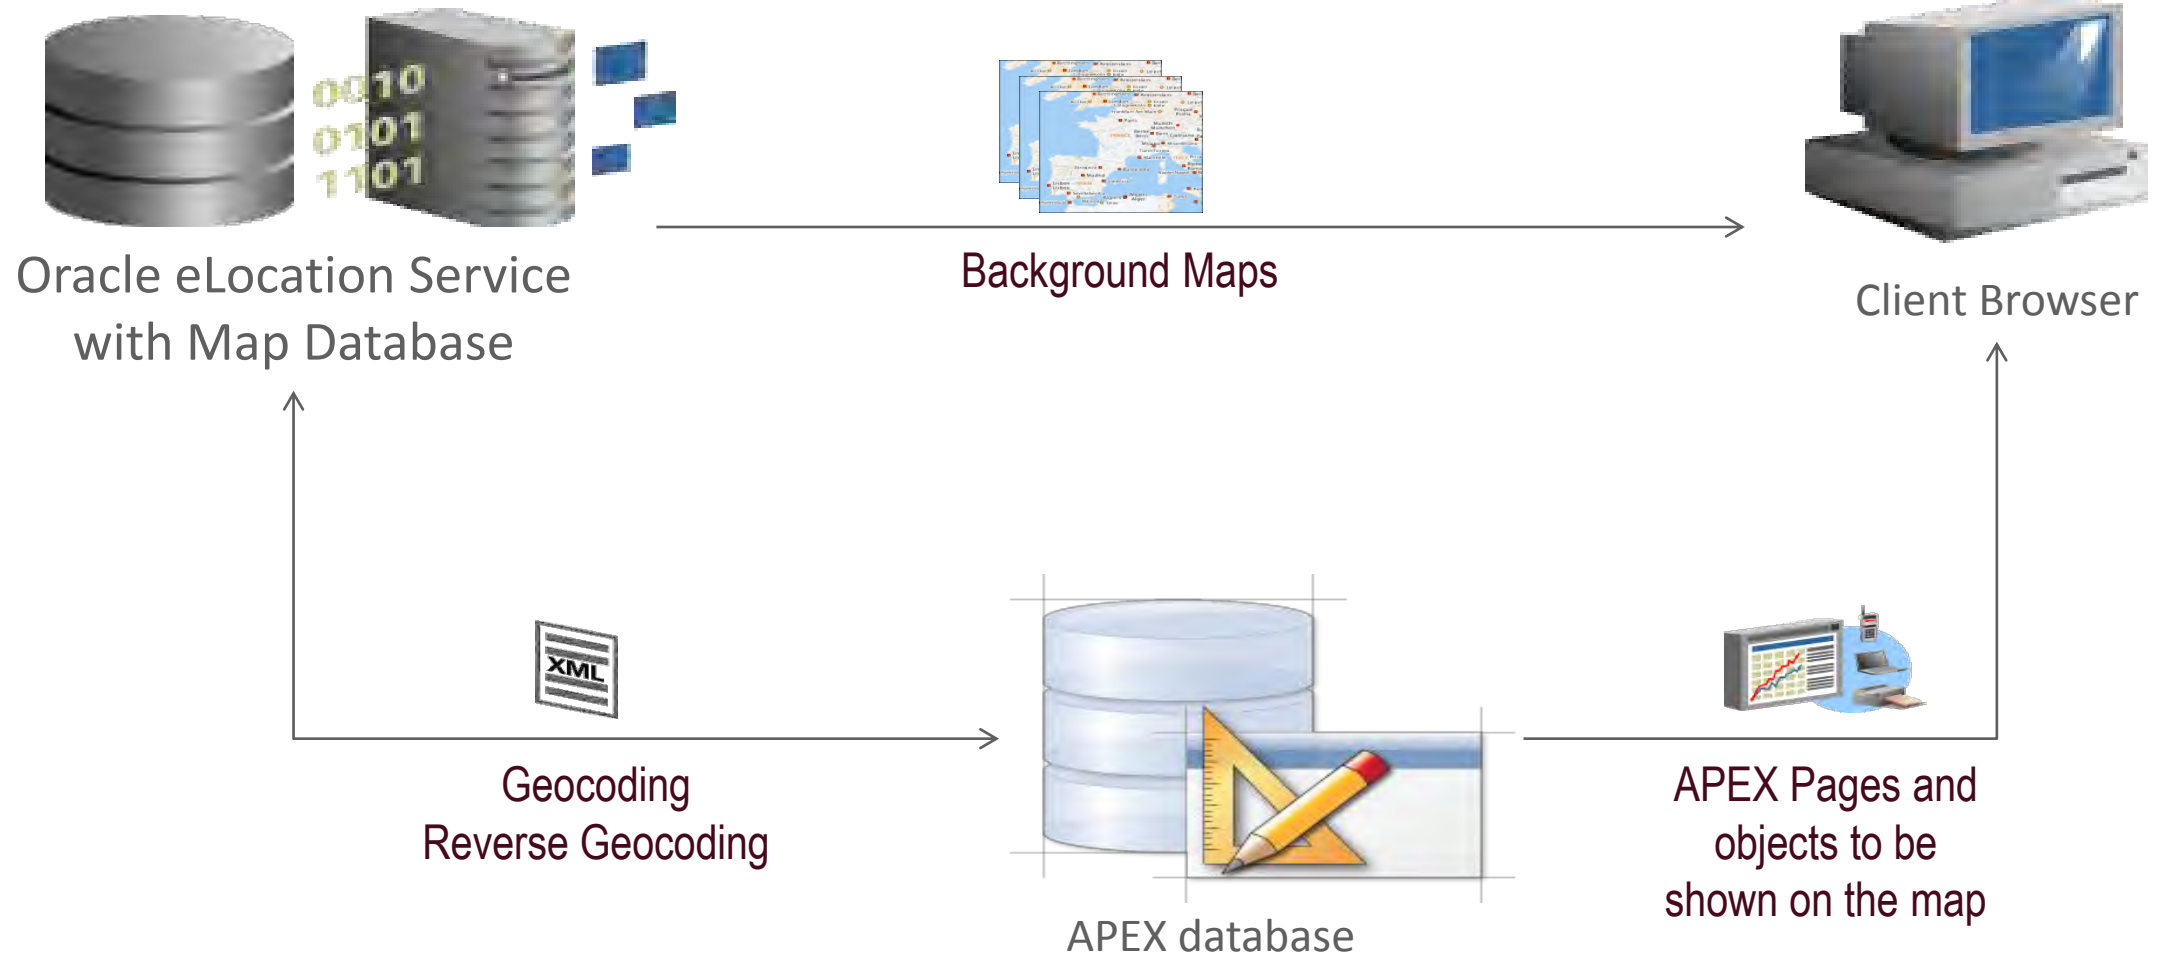 0010
0101
1101
Oracle eLocation Service
with Map Database
Background Maps
Client Browser
XML
Geocoding
Reverse Geocoding
APEX Pages and
objects to be
shown on the map
APEX database